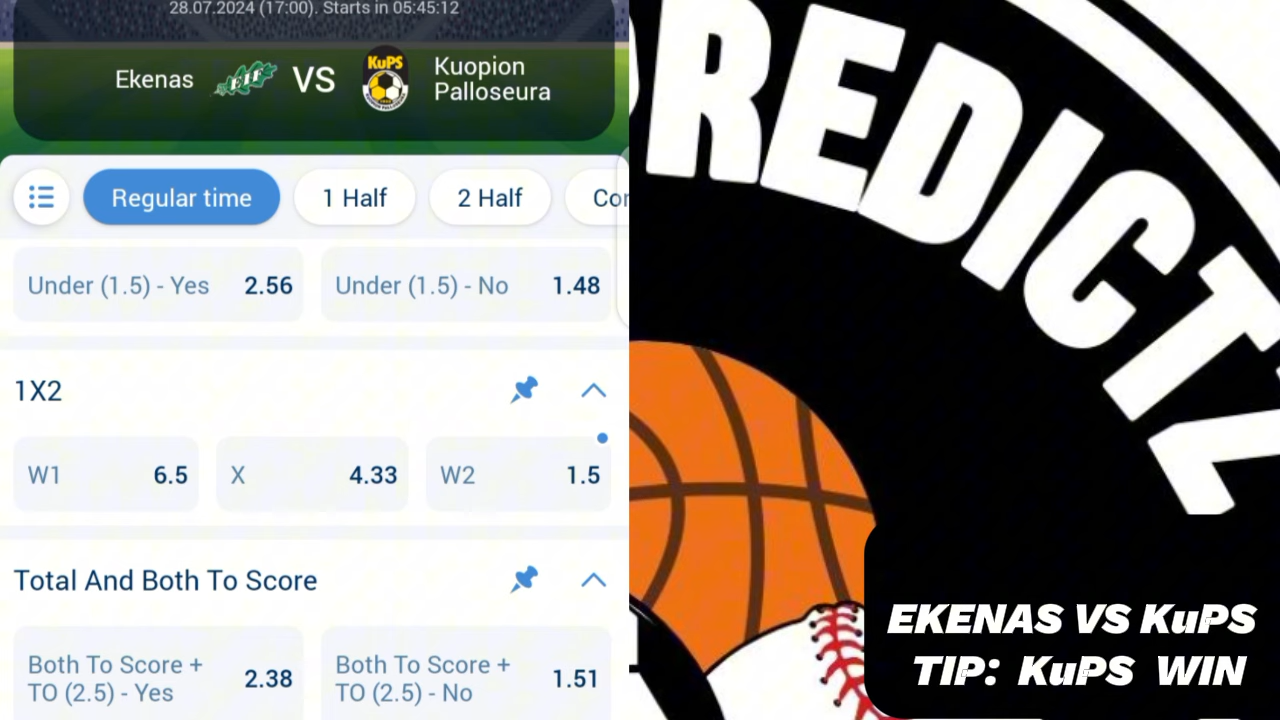 28.07.2024 (17:00). Starts in 05:45:12
Ekenas EIF VS KuPS Kuopion
Palloseura
Regular time 1 Half 2 Half
Under (1.5) - Yes 2.56 Under (1.5) - No 1.48
1X2
W1 6.5 X 4.33 W2 1.5
Total And Both To Score
Both To Score +
TO (2.5) - Yes 2.38
Both To Score +
TO (2.5) - No 1.51
REDICTZ
EKENAS VS KuPS
TIP: KuPS WIN